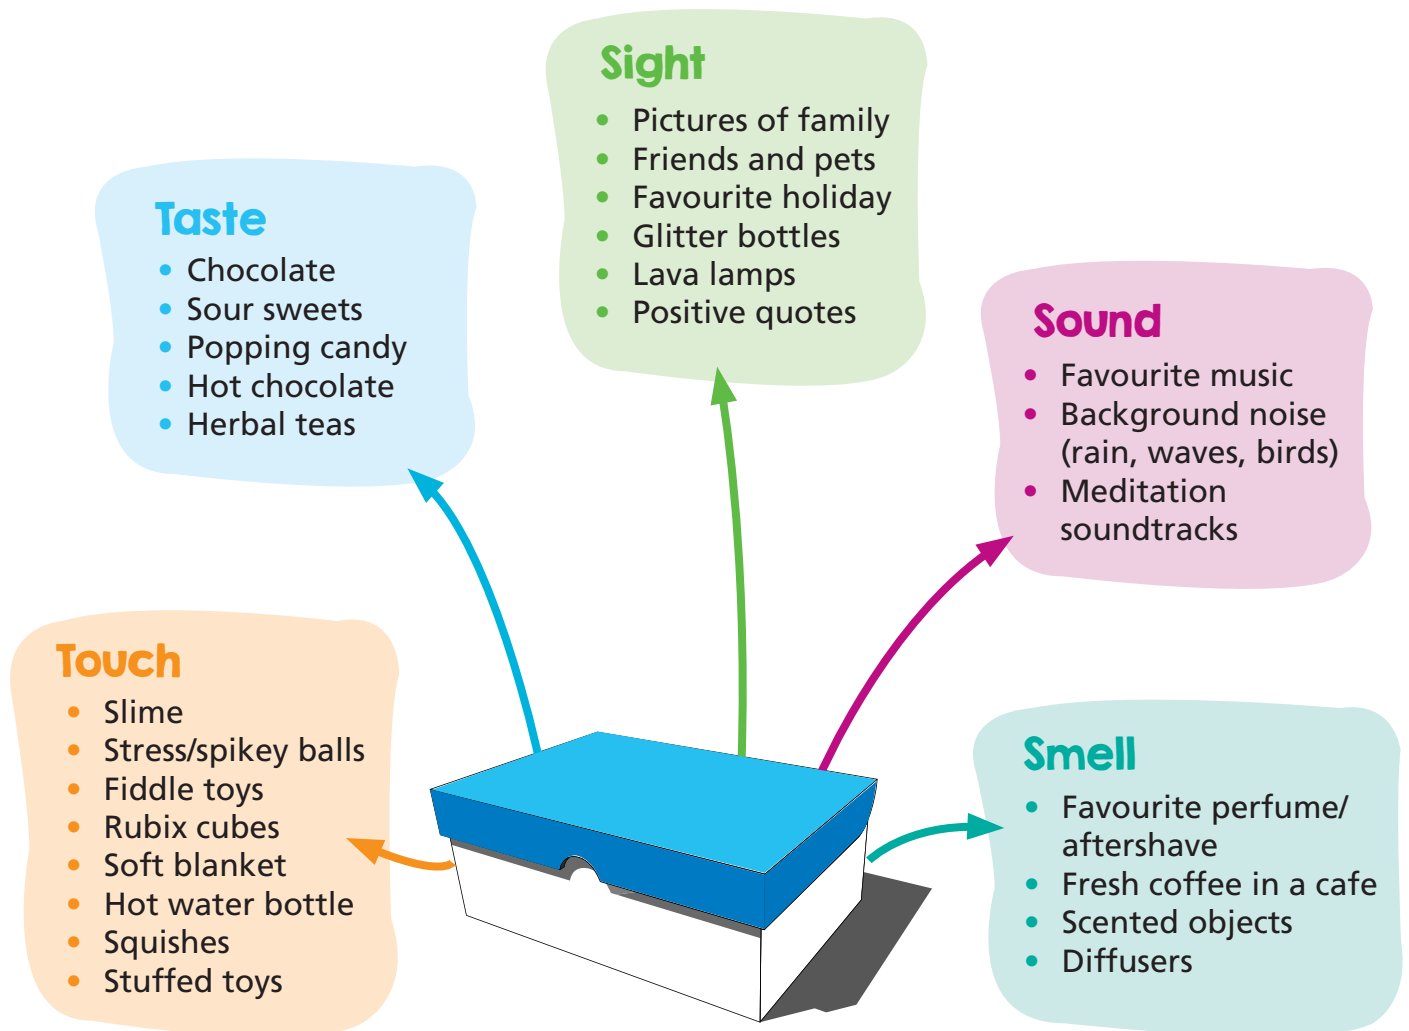 Sight
• Pictures of family
• Friends and pets
• Favourite holiday
• Glitter bottles
• Lava lamps
• Positive quotes
Taste
• Chocolate
• Sour sweets
• Popping candy
• Hot chocolate
• Herbal teas
Sound
• Favourite music
• Background noise
(rain, waves, birds)
• Meditation
soundtracks
Touch
• Slime
• Stress/spikey balls
• Fiddle toys
• Rubix cubes
• Soft blanket
• Hot water bottle
• Squishes
• Stuffed toys
Smell
• Favourite perfume/
aftershave
• Fresh coffee in a cafe
• Scented objects
• Diffusers